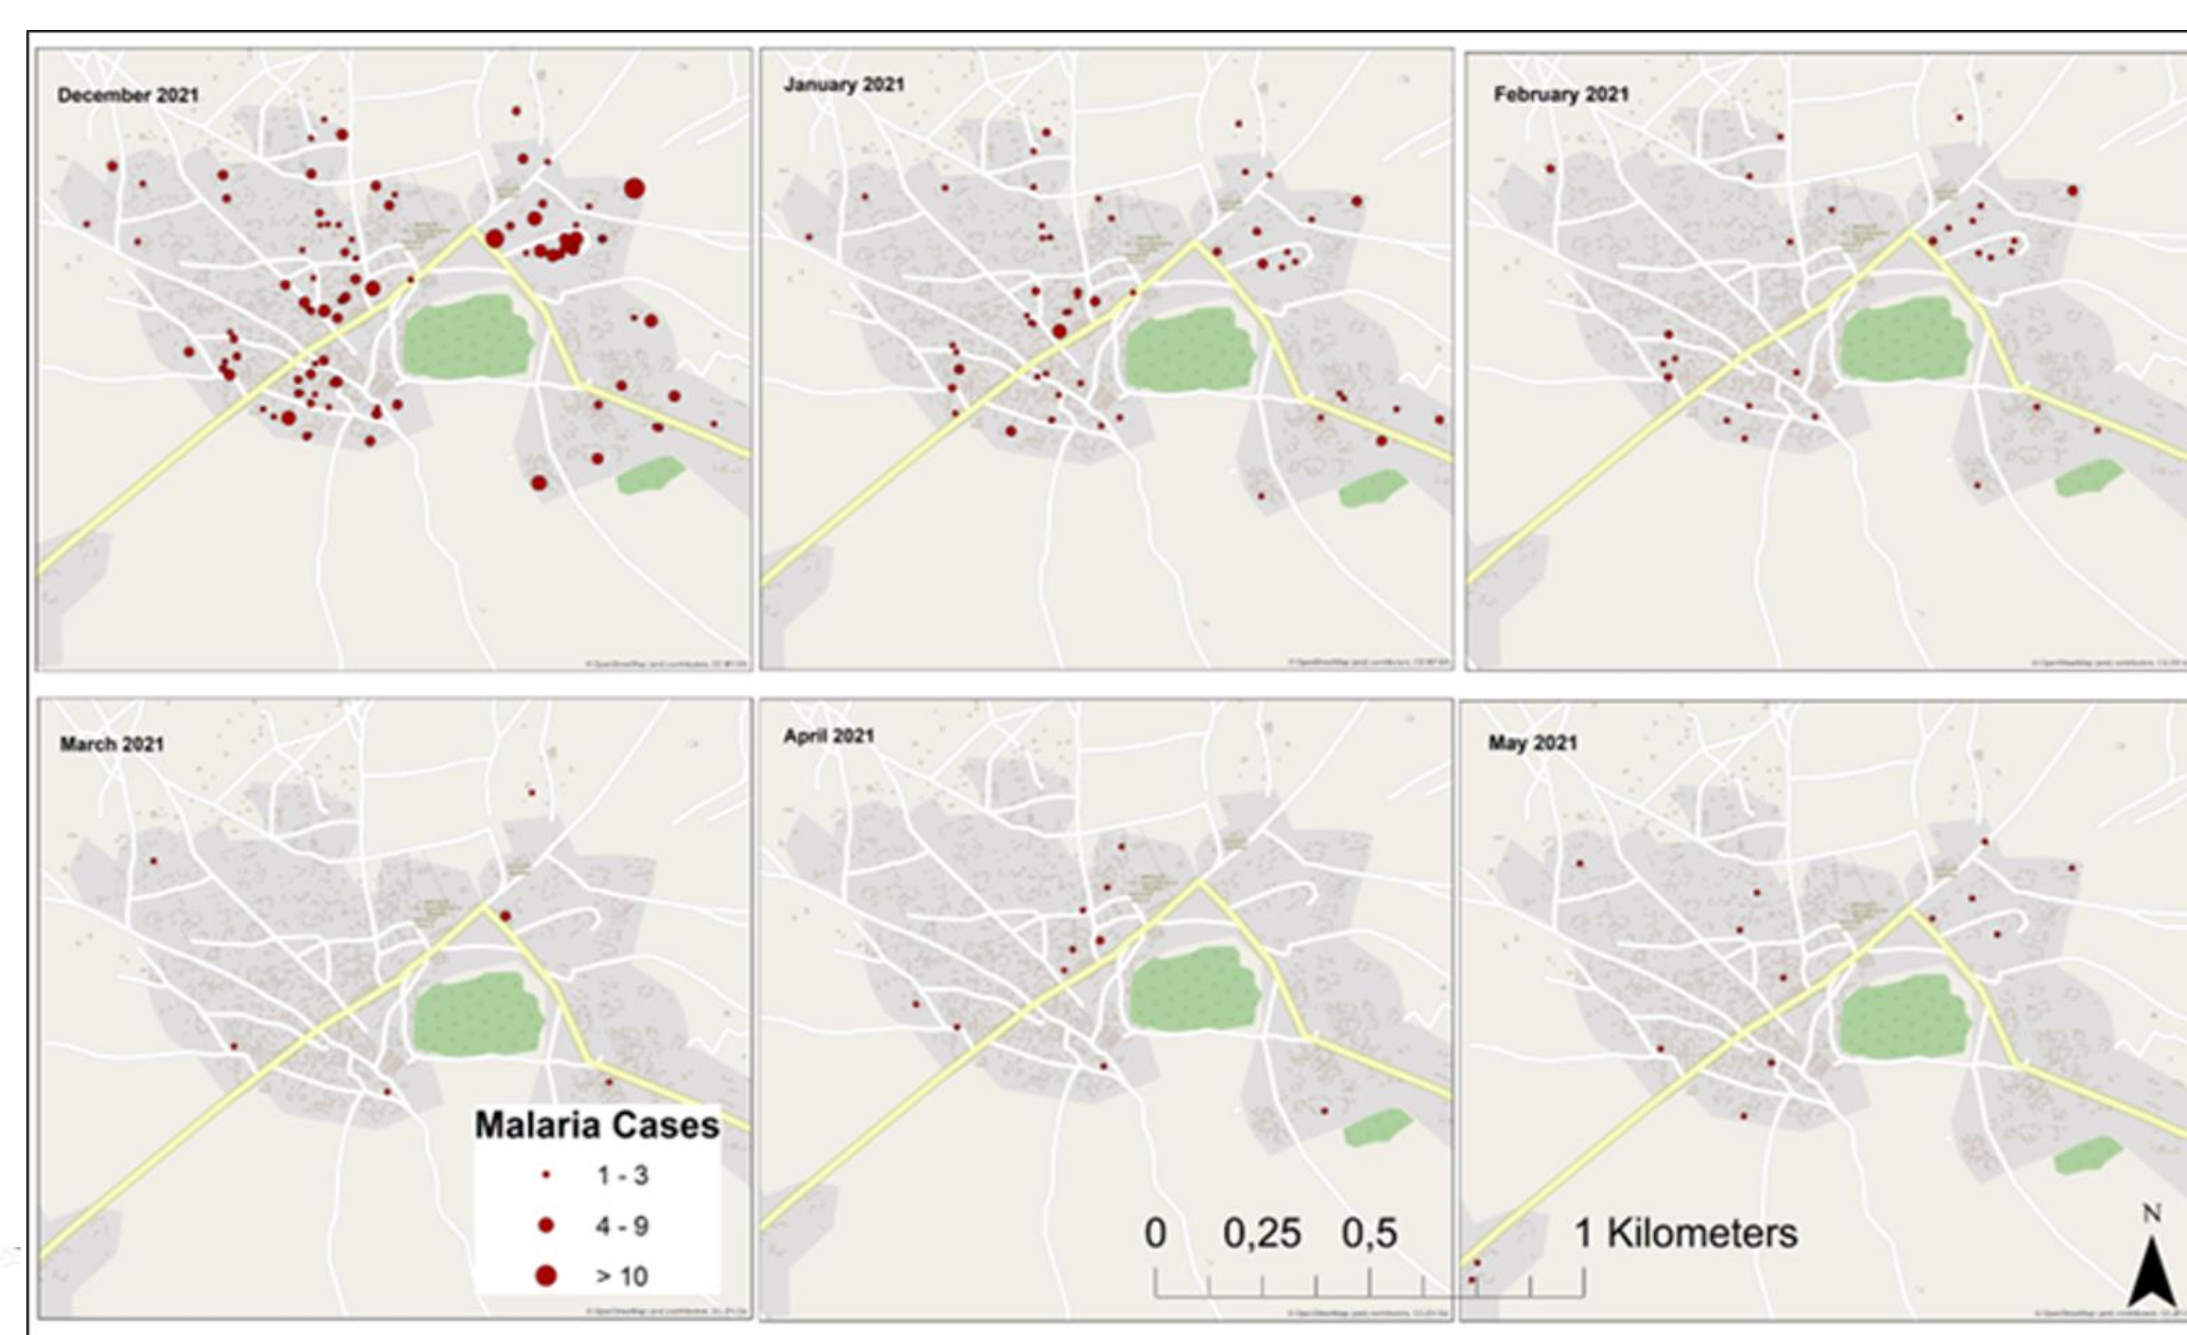 December 2021
January 2021
February 2021
March 2021
April 2021
May 2021
Malaria Cases
1 - 3
4 - 9
> 10
0 0,25 0,5 1 Kilometers
N